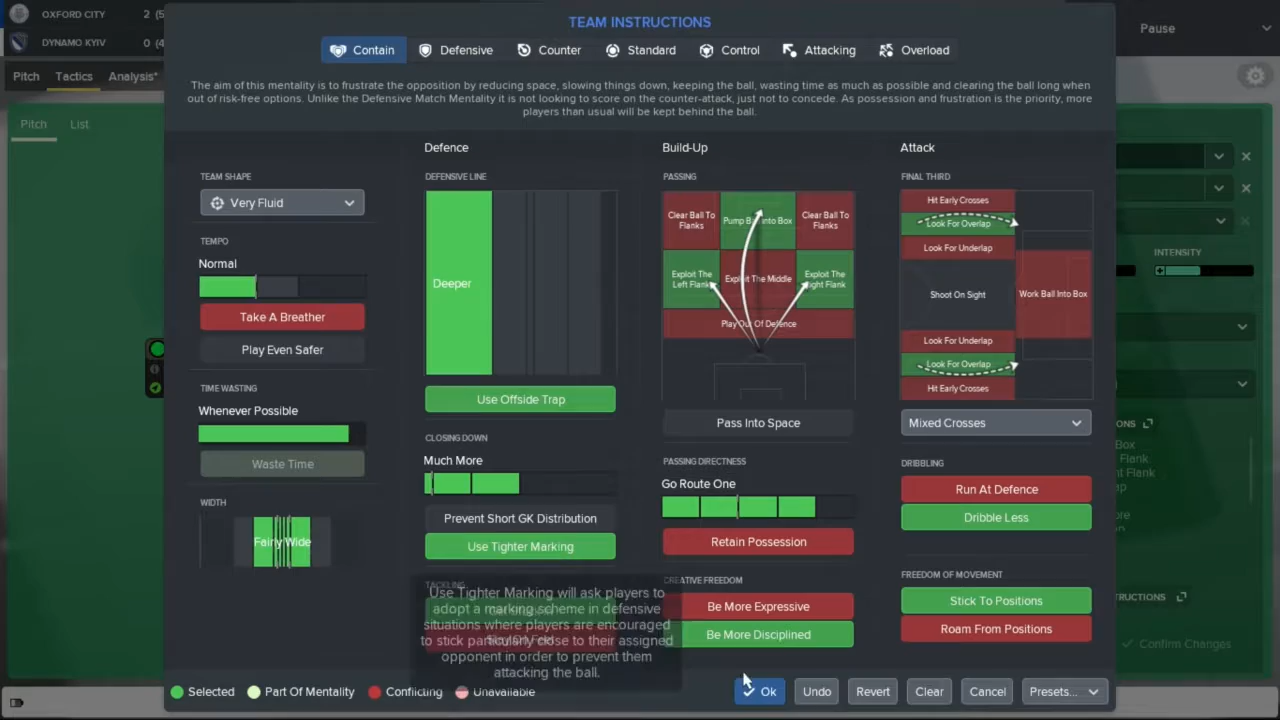 OXFORD CITY 2 (5
DYNAMO KYIV 0 (4
Pitch Tactics Analysis*
Pitch List
TEAM INSTRUCTIONS
Pause
Contain Defensive Counter Standard Control Attacking Overload
The aim of this mentality is to frustrate the opposition by reducing space, slowing things down, keeping the ball, wasting time as much as possible and clearing the ball long when
out of risk-free options. Unlike the Defensive Match Mentality it is not looking to score on the counter-attack, just not to concede. As possession and frustration is the priority, more
players than usual will be kept behind the ball.
TEAM SHAPE
Very Fluid
TEMPO
Normal
Take A Breather
Play Even Safer
TIME WASTING
Whenever Possible
Waste Time
WIDTH
Fairly Wide
Defence
DEFENSIVE LINE
Deeper
Use Offside Trap
CLOSING DOWN
Much More
Prevent Short GK Distribution
Use Tighter Marking
TACKLING
Use Tighter Marking will ask players to
adopt a marking scheme in defensive
situations where players are encouraged
to stick particularly close to their assigned
opponent in order to prevent them
attacking the ball.
Build-Up
PASSING
Clear Ball To
Flanks
Pump Ball Into Box
Clear Ball To
Flanks
Exploit The
Left Flank
Exploit The Middle
Exploit The
Right Flank
Play Out Of Defence
Pass Into Space
PASSING DIRECTNESS
Go Route One
Retain Possession
CREATIVE FREEDOM
Be More Expressive
Be More Disciplined
Attack
FINAL THIRD
Hit Early Crosses
Look For Overlap
Look For Underlap
Shoot On Sight
Work Ball Into Box
Look For Underlap
Look For Overlap
Hit Early Crosses
Mixed Crosses
DRIBBLING
Run At Defence
Dribble Less
FREEDOM OF MOVEMENT
Stick To Positions
Roam From Positions
INTENSITY
ONS
Box
Flank
t Flank
ap
ore
n
TRUCTIONS
Confirm Changes
Selected Part Of Mentality Conflicting Unavailable
Ok Undo Revert Clear Cancel Presets...